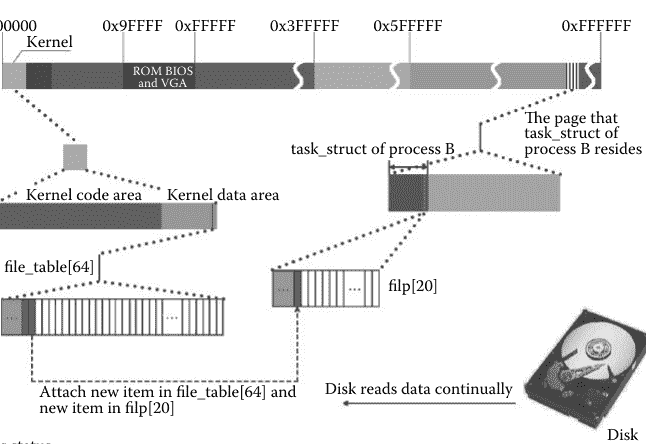 00000 0x9FFFF 0xFFFFF 0x3FFFFF 0x5FFFFF 0xFFFFFF
Kernel
ROM BIOS
and VGA
The page that
task_struct of
process B resides
task_struct of process B
Kernel code area Kernel data area
file_table[64]
... ...
... ...
filp[20]
Attach new item in file_table[64] and
new item in filp[20]
Disk reads data continually
Disk
status